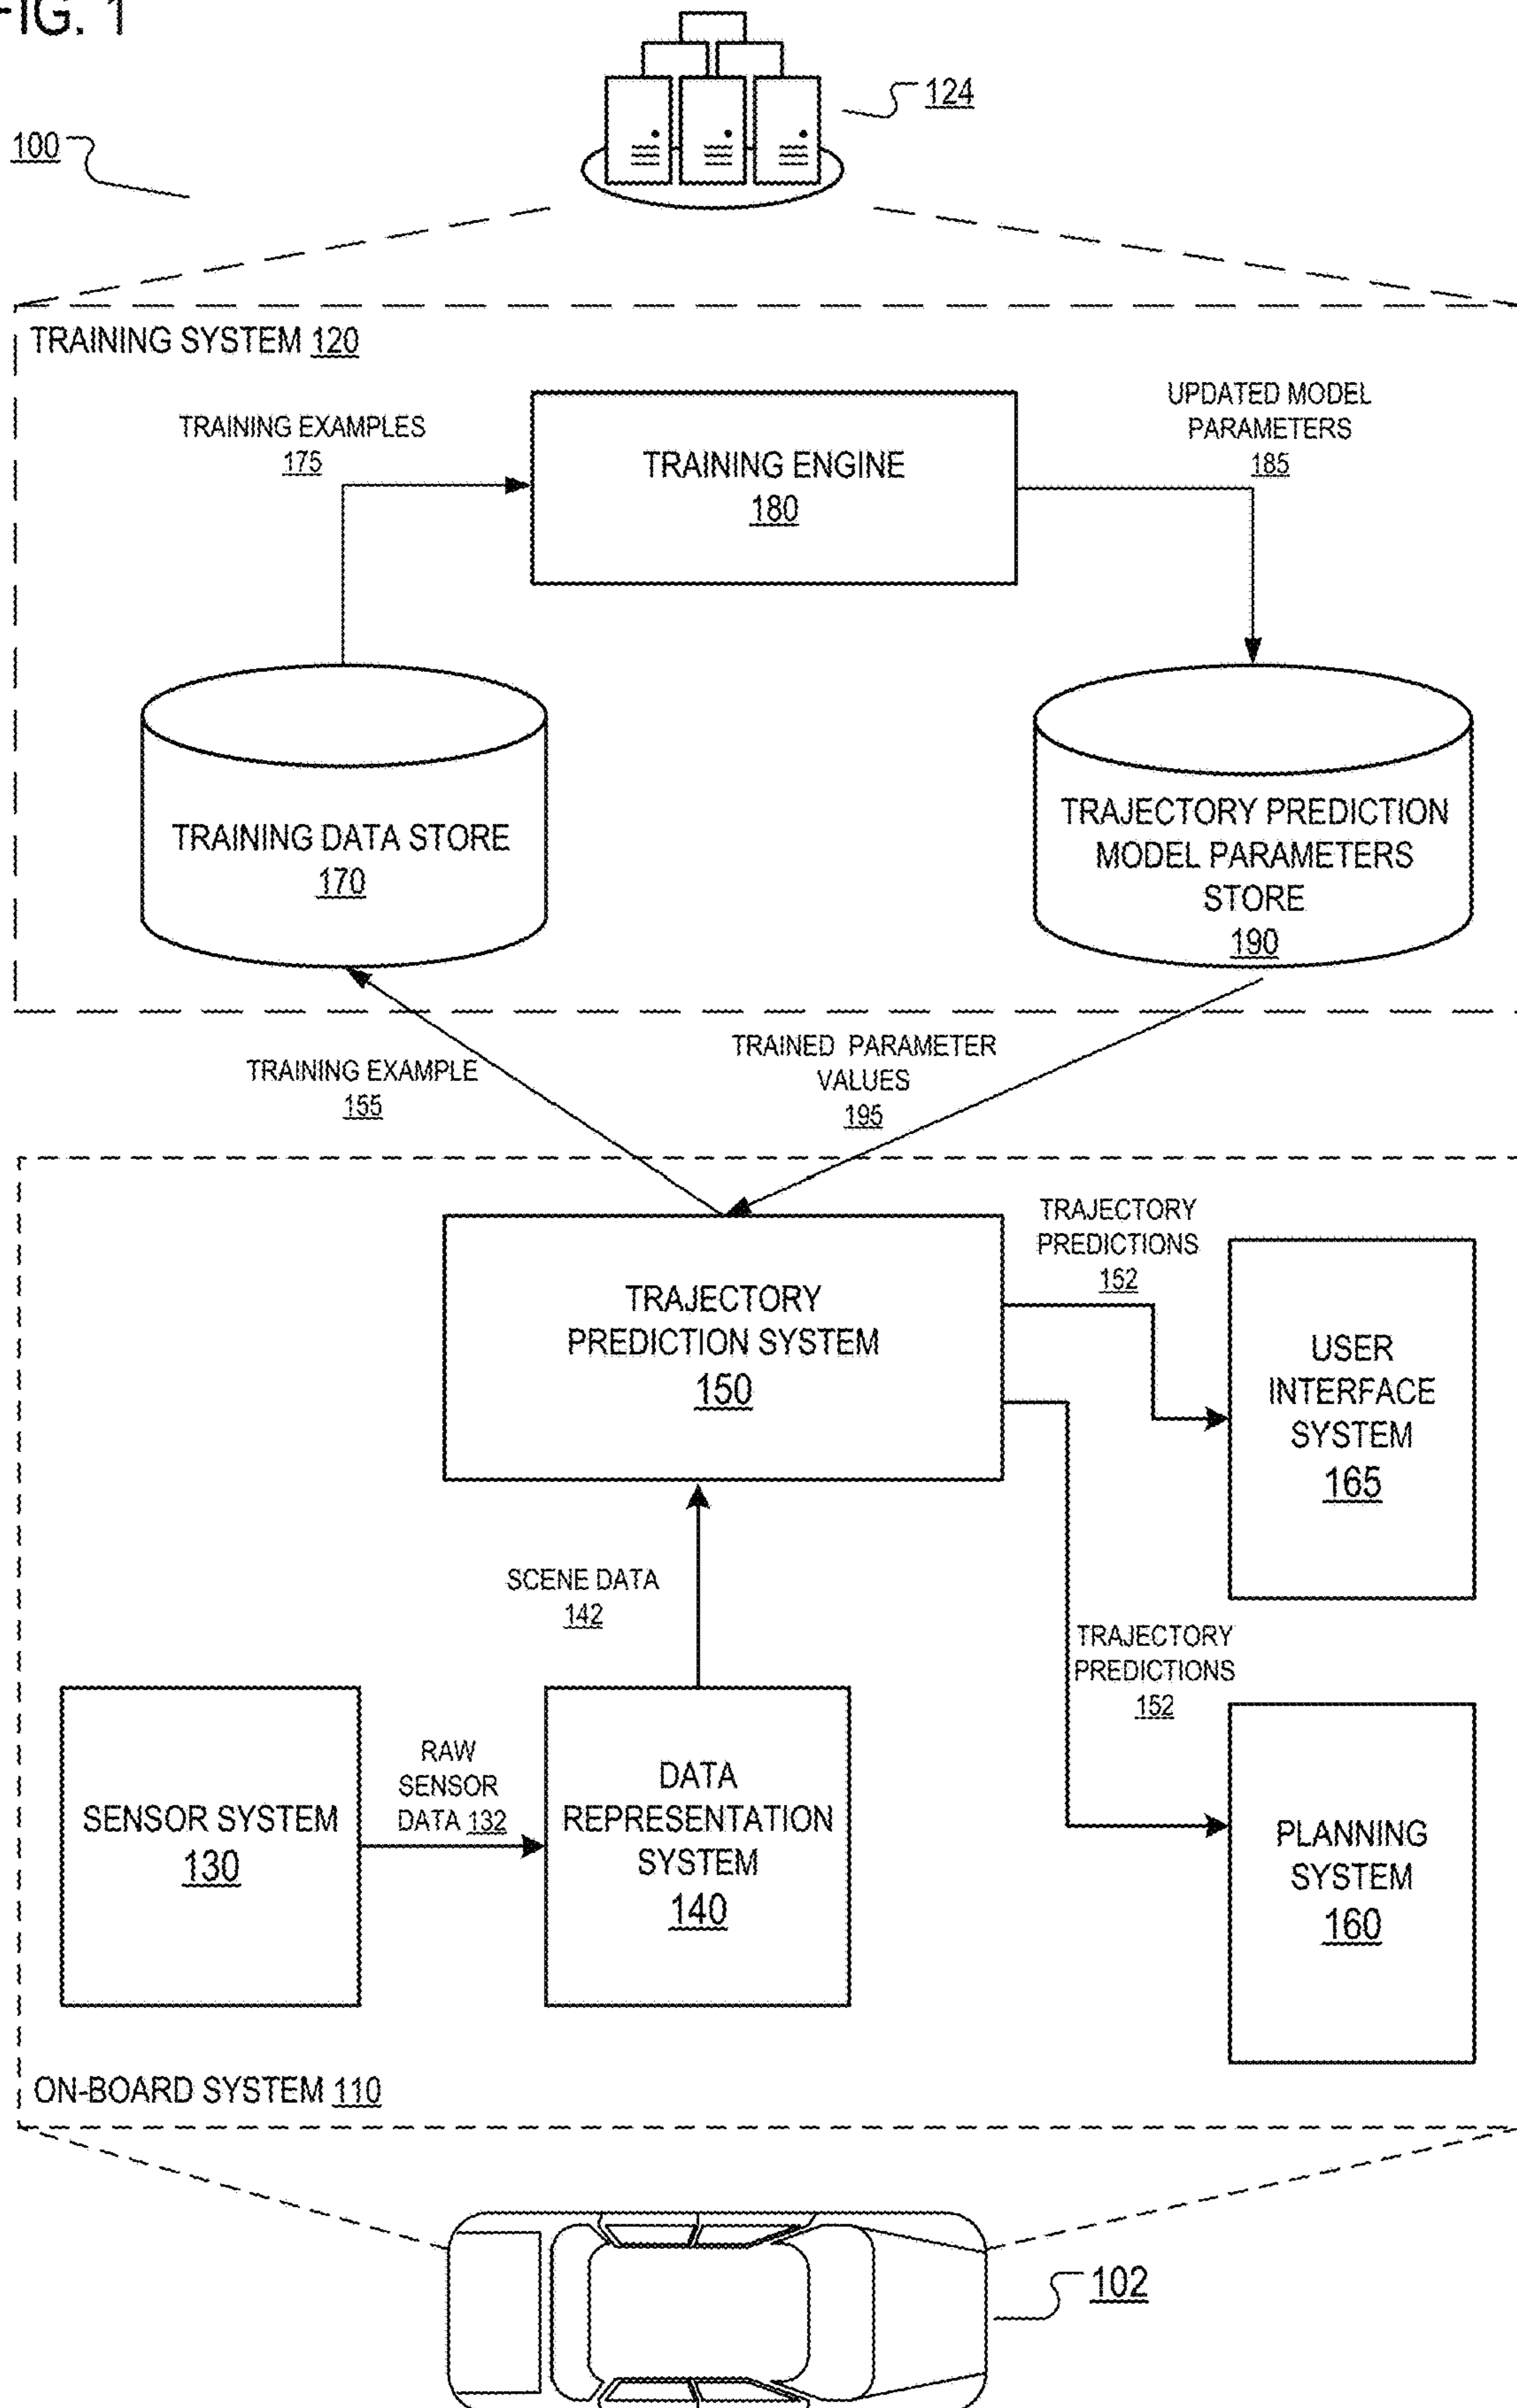 FIG. 1
124
100
TRAINING SYSTEM 120
TRAINING EXAMPLES
175
TRAINING ENGINE
180
UPDATED MODEL
PARAMETERS
185
TRAINING DATA STORE
170
TRAJECTORY PREDICTION
MODEL PARAMETERS
STORE
190
TRAINING EXAMPLE
155
TRAINED PARAMETER
VALUES
195
TRAJECTORY
PREDICTION SYSTEM
150
TRAJECTORY
PREDICTIONS
152
USER
INTERFACE
SYSTEM
165
SCENE DATA
142
TRAJECTORY
PREDICTIONS
152
SENSOR SYSTEM
130
RAW
SENSOR
DATA 132
DATA
REPRESENTATION
SYSTEM
140
PLANNING
SYSTEM
160
ON-BOARD SYSTEM 110
102